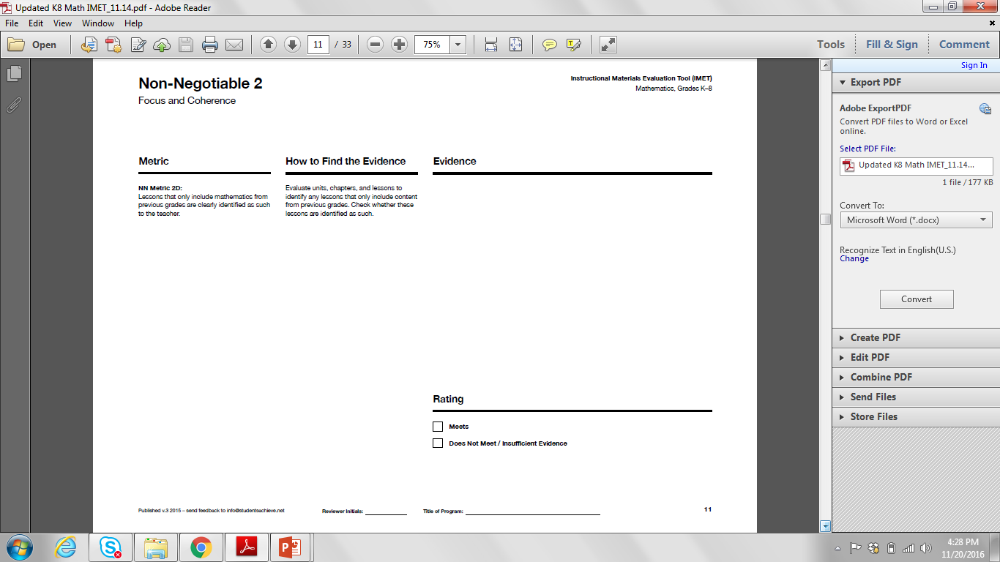 Updated K8 Math IMET_11.14.pdf - Adobe Reader
File Edit View Window Help
Open 11 / 33 75% Tools Fill & Sign Comment
Non-Negotiable 2
Focus and Coherence
Instructional Materials Evaluation Tool (IMET)
Mathematics, Grades K–8
Metric
NN Metric 2D:
Lessons that only include mathematics from
previous grades are clearly identified as such
to the teacher.
How to Find the Evidence
Evaluate units, chapters, and lessons to
identify any lessons that only include content
from previous grades. Check whether these
lessons are identified as such.
Evidence
Rating
Meets
Does Not Meet / Insufficient Evidence
Published v.3 2015 – send feedback to info@studentsachieve.net
Reviewer Initials:
Title of Program:
11
Sign In
Export PDF
Adobe ExportPDF
Convert PDF files to Word or Excel
online.
Select PDF File:
Updated K8 Math IMET_11.14...
1 file / 177 KB
Convert To:
Microsoft Word (*.docx)
Recognize Text in English(U.S.)
Change
Convert
Create PDF
Edit PDF
Combine PDF
Send Files
Store Files
4:28 PM
11/20/2016